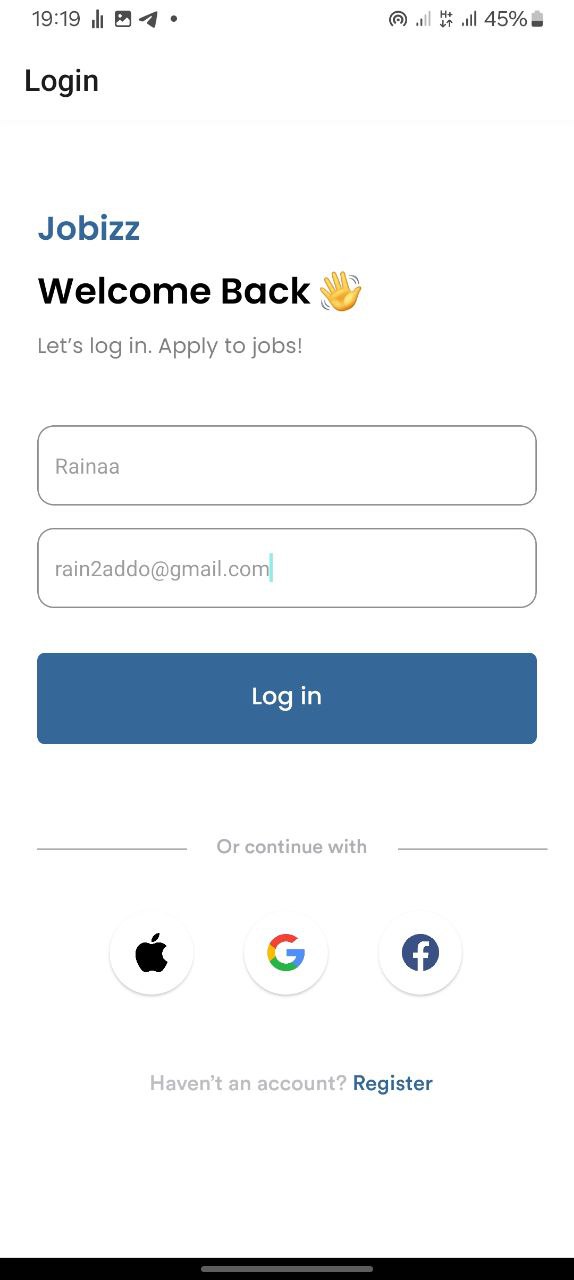 19:19 45%
Login
Jobizz
Welcome Back 👋
Let's log in. Apply to jobs!
Rainaa
rain2addo@gmail.com
Log in
Or continue with
Haven't an account? Register